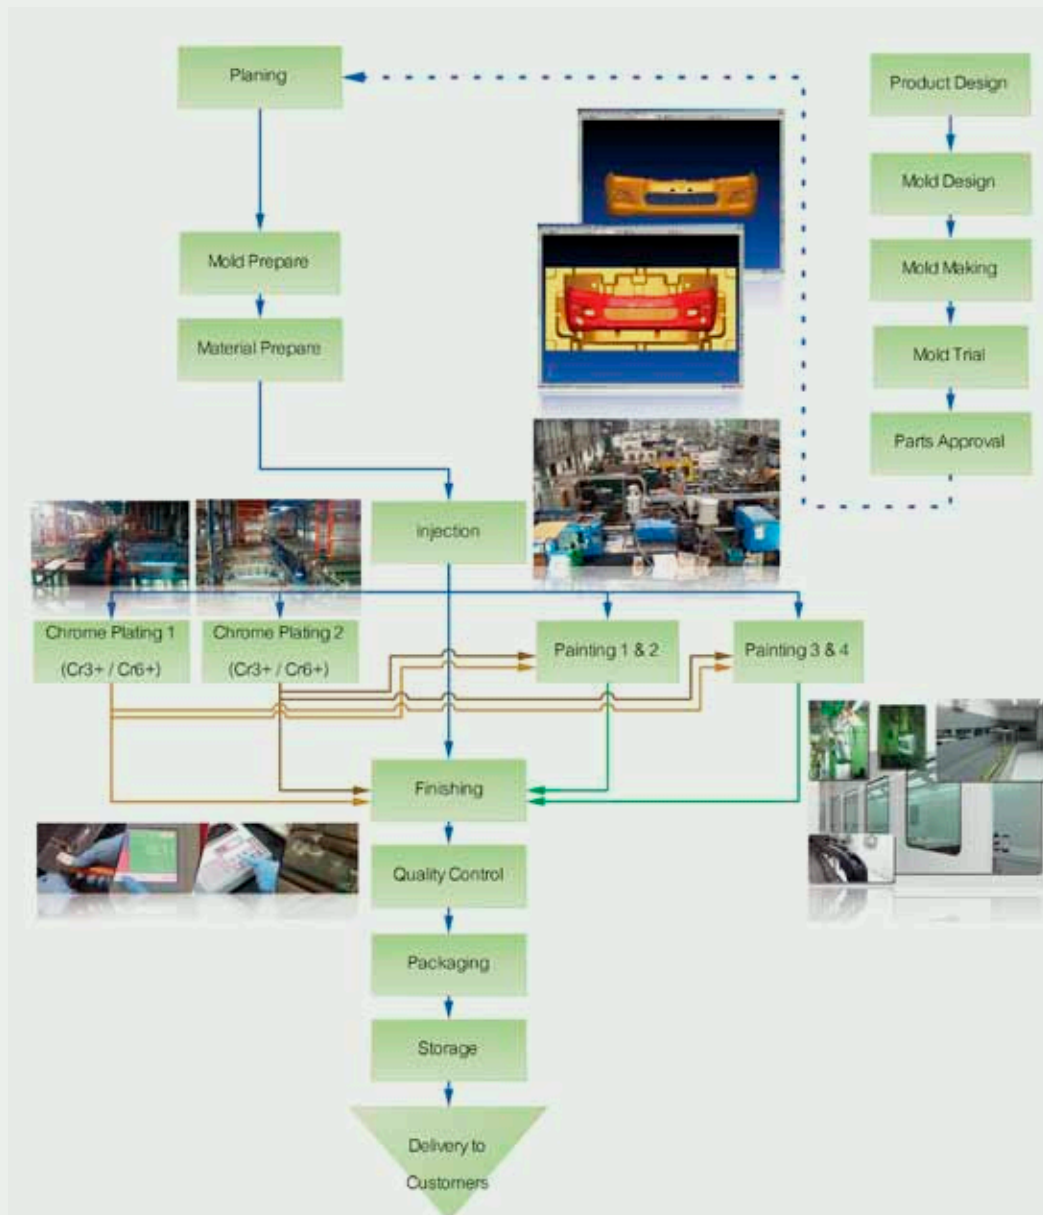 Planing
Product Design
Mold Design
Mold Prepare
Mold Making
Material Prepare
Mold Trial
Parts Approval
injection
Chrome Plating 1
(Cr3+ / Cr6+)
Chrome Plating 2
(Cr3+ / Cr6+)
Painting 1 & 2
Painting 3 & 4
Finishing
Quality Control
Packaging
Storage
Delivery to
Customers